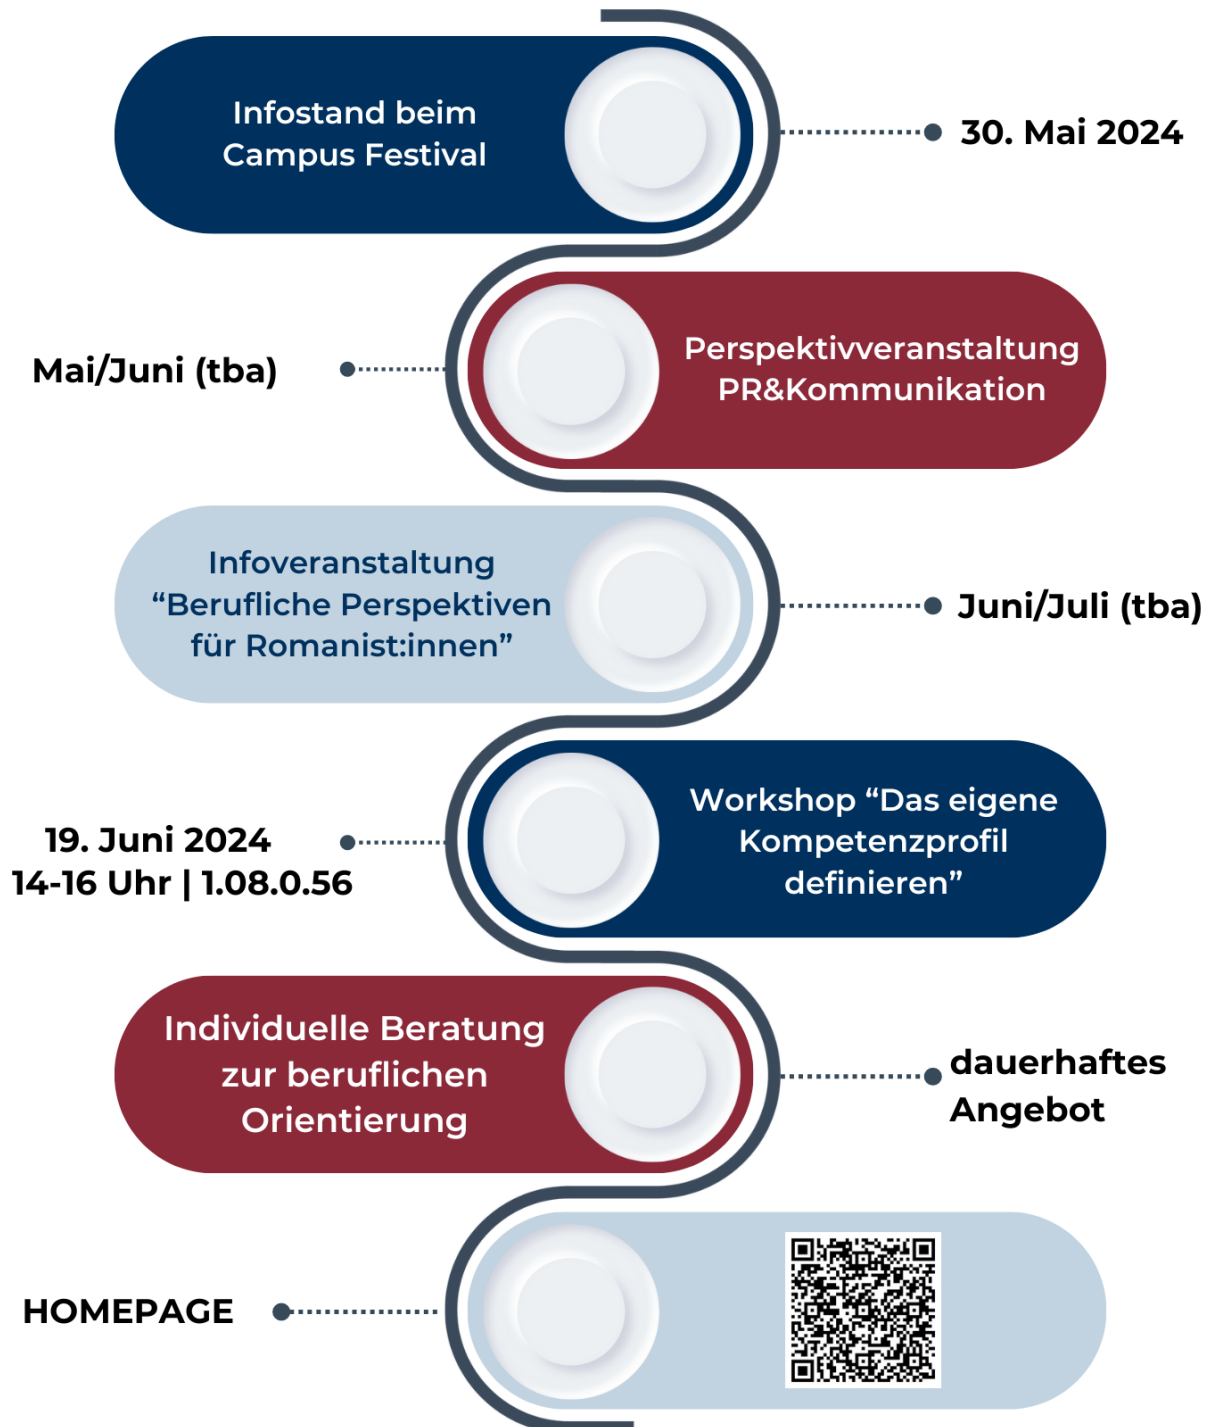 Infostand beim
Campus Festival
30. Mai 2024
Mai/Juni (tba)
Perspektivveranstaltung
PR&Kommunikation
Infoveranstaltung
“Berufliche Perspektiven
für Romanist:innen”
Juni/Juli (tba)
19. Juni 2024
14-16 Uhr | 1.08.0.56
Workshop “Das eigene
Kompetenzprofil
definieren”
Individuelle Beratung
zur beruflichen
Orientierung
dauerhaftes
Angebot
HOMEPAGE